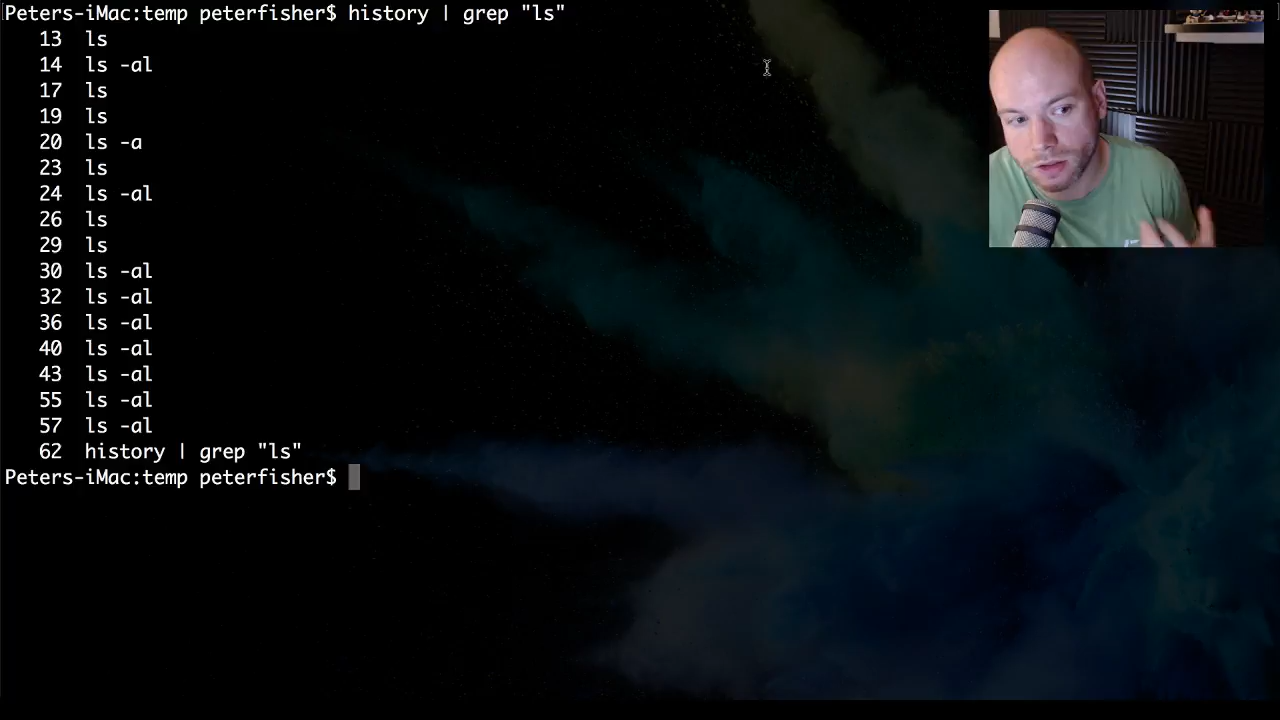 Peters-iMac:temp peterfisher$ history | grep "ls"
13 ls
14 ls -al
17 ls
19 ls
20 ls -a
23 ls
24 ls -al
26 ls
29 ls
30 ls -al
32 ls -al
36 ls -al
40 ls -al
43 ls -al
55 ls -al
57 ls -al
62 history | grep "ls"
Peters-iMac:temp peterfisher$